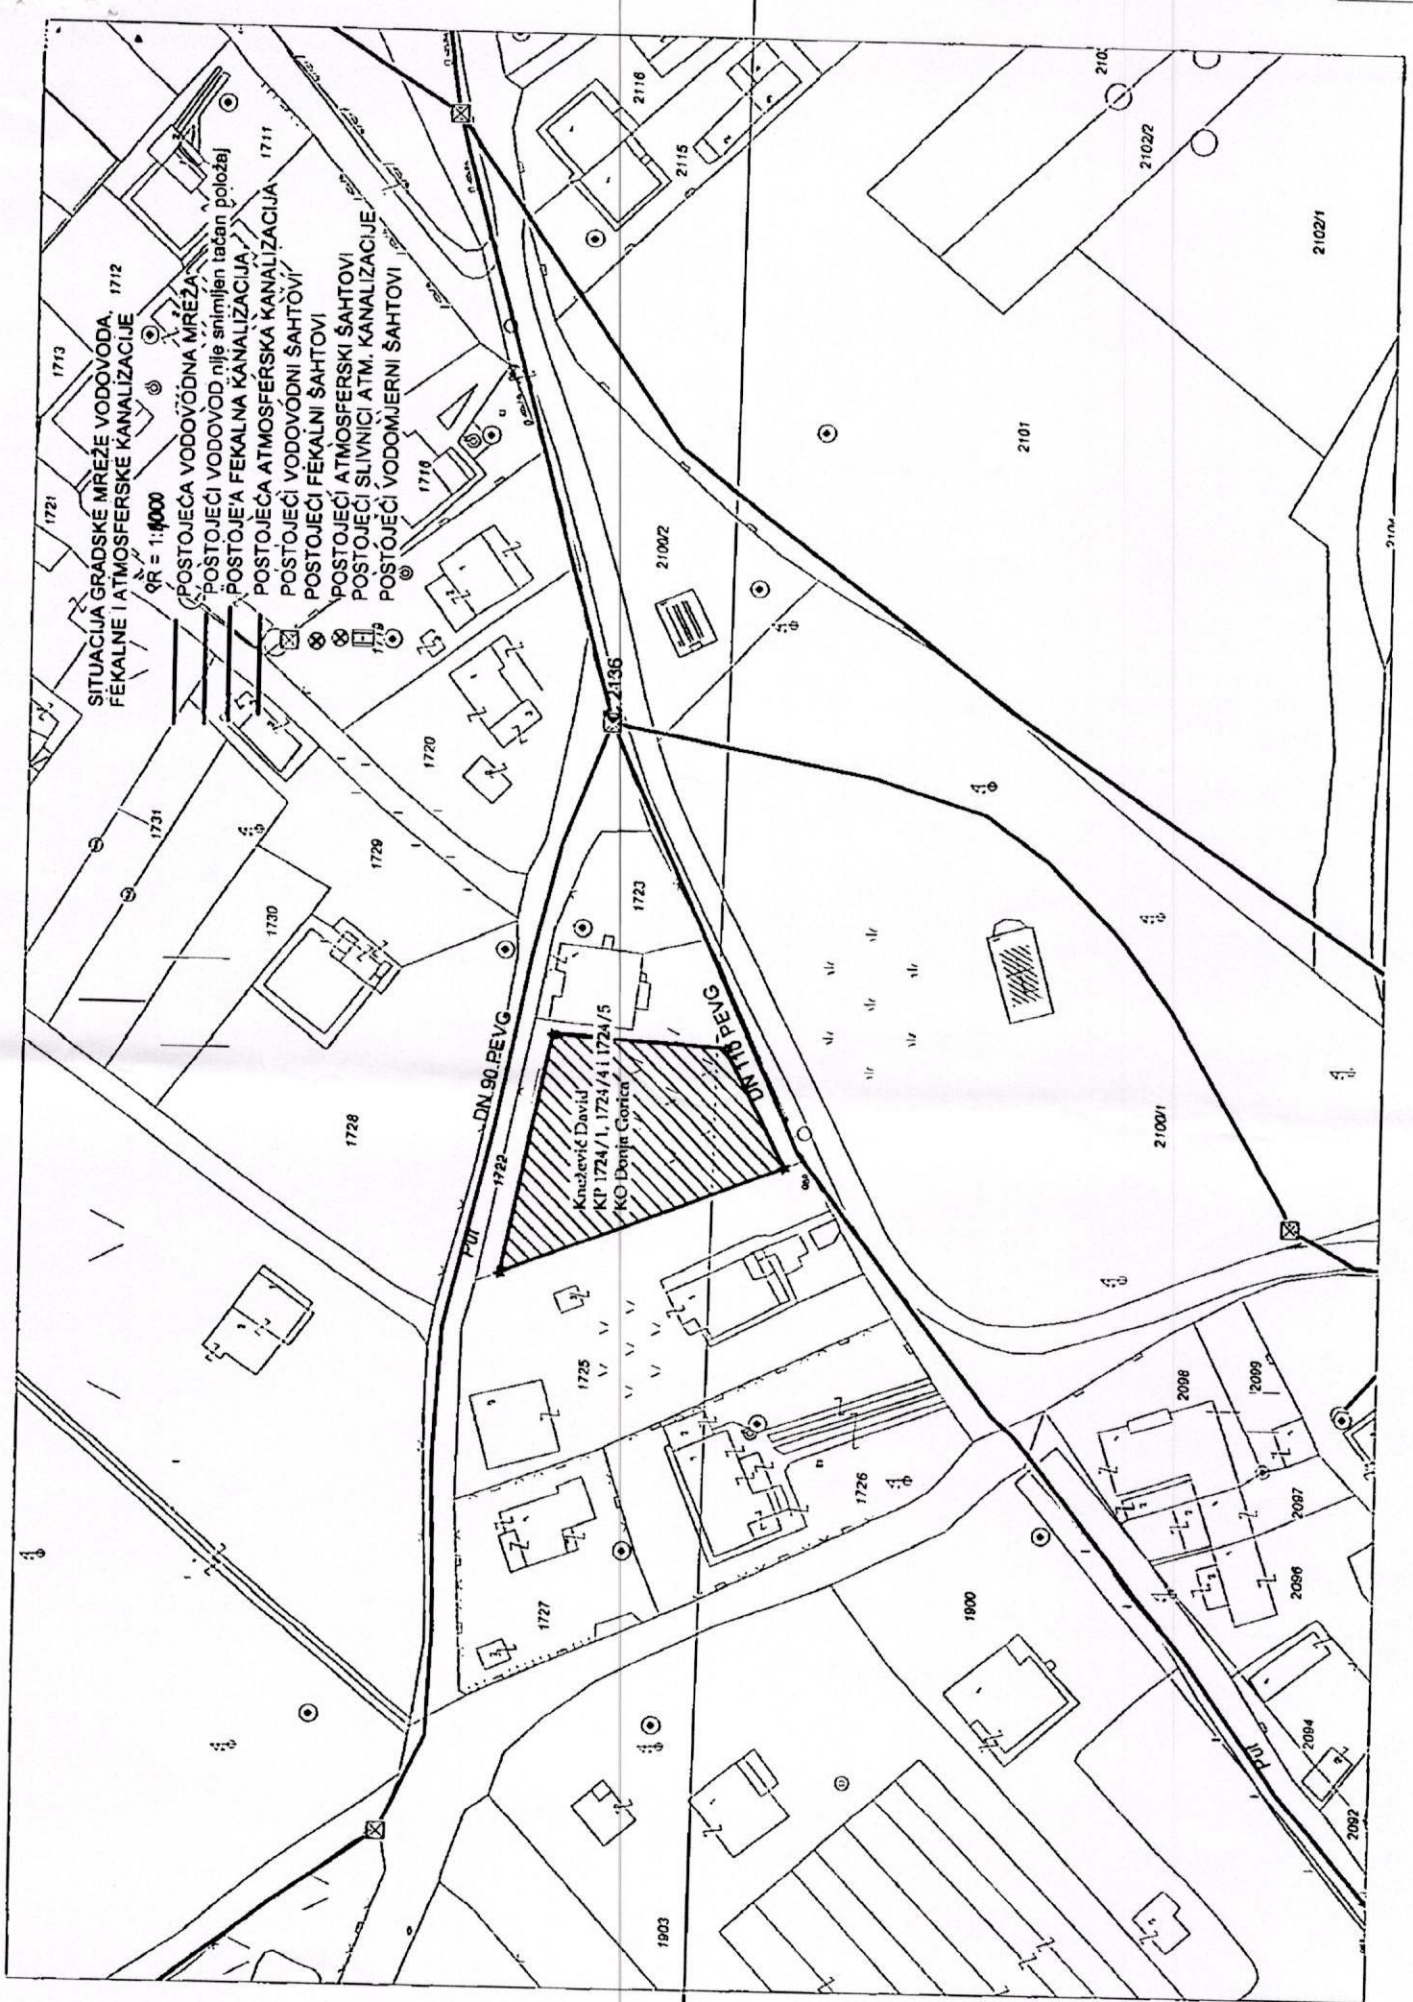 SITUACIJA GRADSKE MREŽE VODOVODA,
FEKALNE I ATMOSFERSKE KANALIZACIJE
POSTOJEĆA VODOVODNA MREŽA
POSTOJEĆI VODOVOD nije snimljen tačan položaj
POSTOJE'A FEKALNA KANALIZACIJA
POSTOJEĆA ATMOSFERSKA KANALIZACIJA
POSTOJEĆI VODOVODNI ŠAHTOVI
POSTOJEĆI FEKALNI ŠAHTOVI
POSTOJEĆI ATMOSFERSKI ŠAHTOVI
POSTOJEĆI SLIVNICI ATM. KANALIZACIJE
POSTOJEĆI VODOMJERNI ŠAHTOVI
1711
1712
1713
1721
1716
1719
1720
1731
1729
1730
1728
2116
2115
2102/2
2102/1
2101
2100/2
2136
1723
DN 90 PEVG
DN 110 PEVG
Knežević David
KP 1724/1, 1724/4 i 1724/5
KO Donja Gorica
1722
Put
2100/1
1725
1726
1727
2098
2099
2097
2096
2094
2092
1900
1903
Put